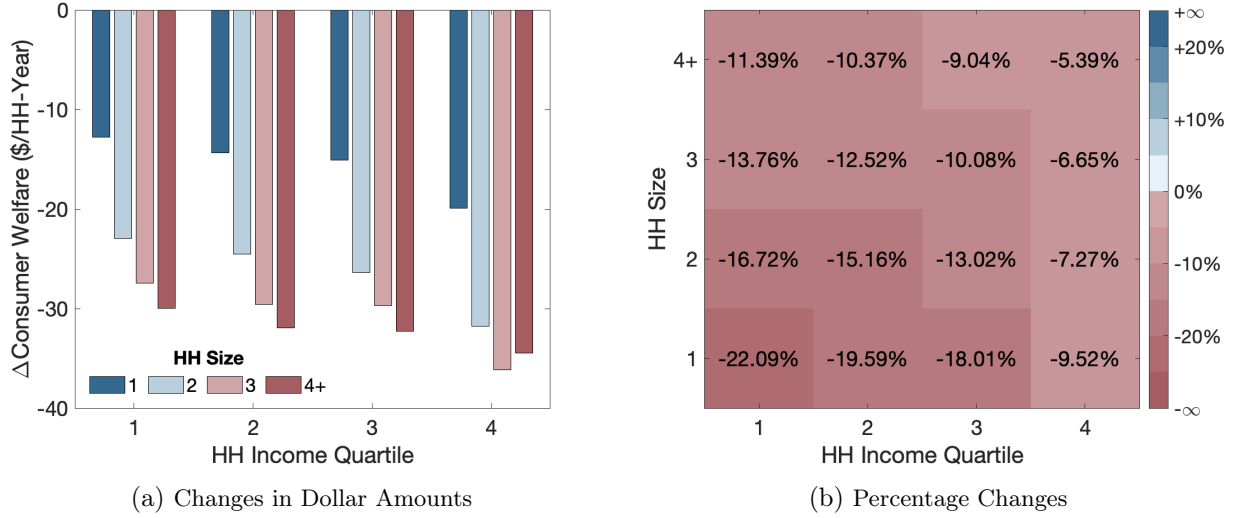 0
-10
-20
-30
-40
△Consumer Welfare ($/HH-Year)
HH Size
1 2 3 4+
1 2 3 4
HH Income Quartile
(a) Changes in Dollar Amounts
HH Size
4+ -11.39% -10.37% -9.04% -5.39%
3 -13.76% -12.52% -10.08% -6.65%
2 -16.72% -15.16% -13.02% -7.27%
1 -22.09% -19.59% -18.01% -9.52%
1 2 3 4
HH Income Quartile
+∞
+20%
+10%
0%
-10%
-20%
-∞
(b) Percentage Changes